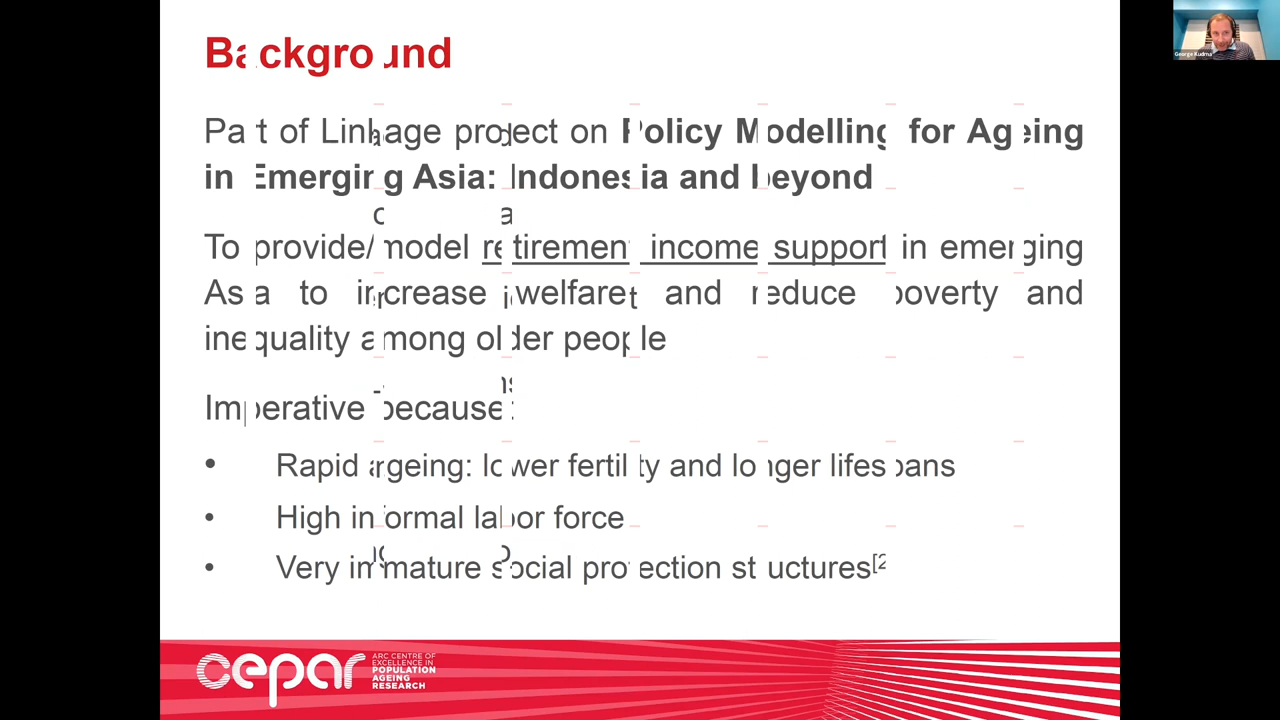 Background
Part of Linkage project on Policy Modelling for Ageing
in Emerging Asia: Indonesia and beyond
To provide/model retirement income support in emerging
Asia to increase welfare and reduce poverty and
inequality among older people
Imperative because:
• Rapid ageing: lower fertility and longer lifespans
• High informal labor force
• Very immature social protection structures[2
cepar ARC CENTRE OF
EXCELLENCE IN
POPULATION
AGEING
RESEARCH
George Kudrna